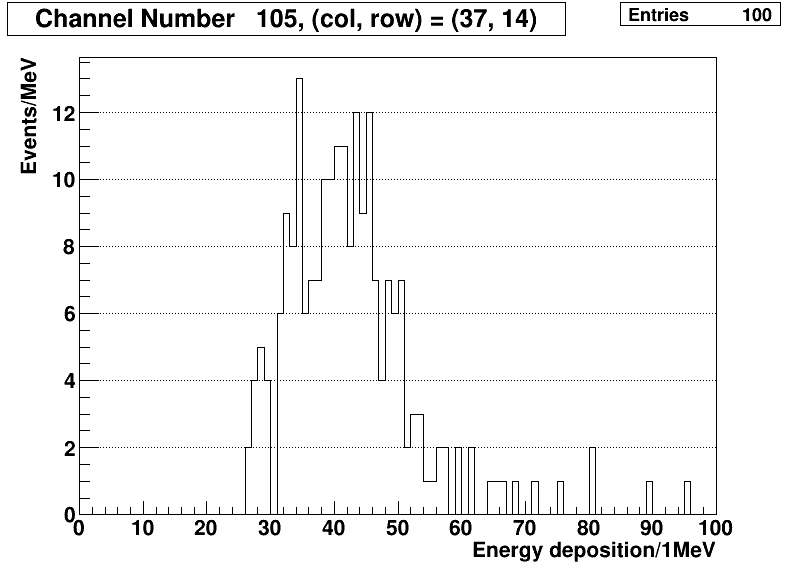 Channel Number 105, (col, row) = (37, 14)
Entries 100
Events/MeV
12
10
8
6
4
2
0
0 10 20 30 40 50 60 70 80 90 100
Energy deposition/1MeV